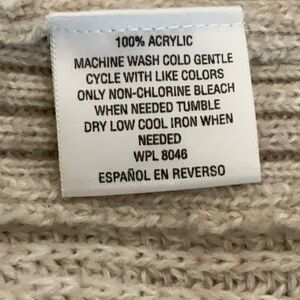 100% ACRYLIC
MACHINE WASH COLD GENTLE
CYCLE WITH LIKE COLORS
ONLY NON-CHLORINE BLEACH
WHEN NEEDED TUMBLE
DRY LOW COOL IRON WHEN
NEEDED
WPL 8046
ESPAÑOL EN REVERSO